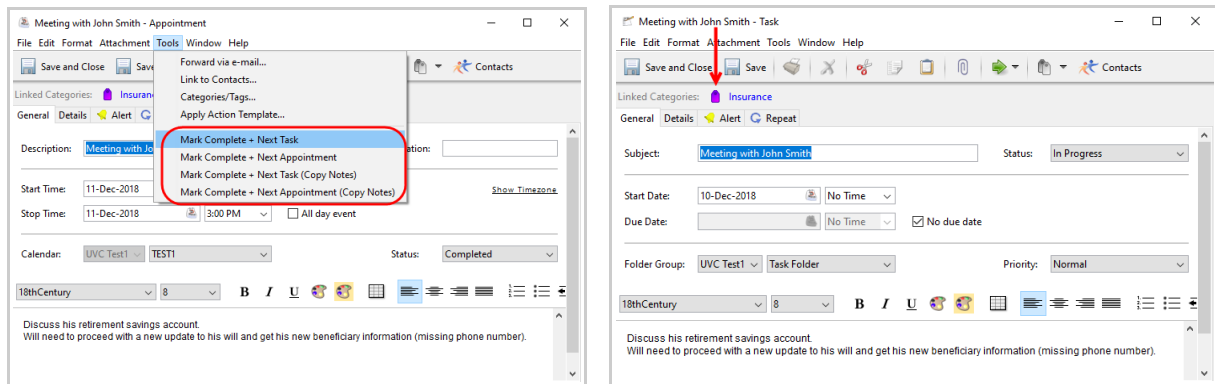 Meeting with John Smith - Appointment
File Edit Format Attachment Tools Window Help
Save and Close Save Contacts
Forward via e-mail...
Link to Contacts...
Categories/Tags...
Apply Action Template...
Mark Complete + Next Task
Mark Complete + Next Appointment
Mark Complete + Next Task (Copy Notes)
Mark Complete + Next Appointment (Copy Notes)
Linked Categories:
General Details Alert
Description: Meeting with
Start Time: 11-Dec-2018 Show Timezone
Stop Time: 11-Dec-2018 3:00 PM All day event
Calendar: UVC Test1 TEST1 Status: Completed
18thCentury 8 B I U
Discuss his retirement savings account.
Will need to proceed with a new update to his will and get his new beneficiary information (missing phone number).
Meeting with John Smith - Task
File Edit Format Attachment Tools Window Help
Save and Close Save Contacts
Linked Categories: Insurance
General Details Alert Repeat
Subject: Meeting with John Smith Status: In Progress
Start Date: 10-Dec-2018 No Time
Due Date: No Time No due date
Folder Group: UVC Test1 Task Folder Priority: Normal
18thCentury 8 B I U
Discuss his retirement savings account.
Will need to proceed with a new update to his will and get his new beneficiary information (missing phone number).